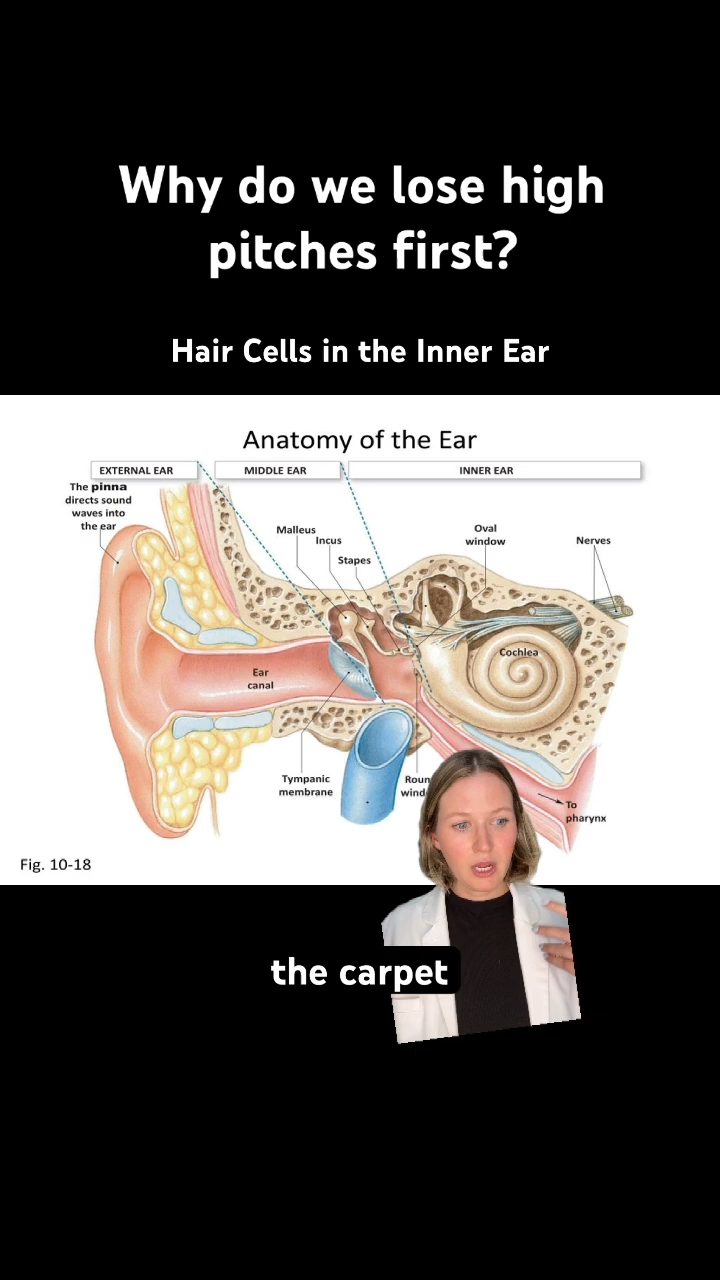 Why do we lose high
pitches first?
Hair Cells in the Inner Ear
Anatomy of the Ear
EXTERNAL EAR
MIDDLE EAR
INNER EAR
The pinna
directs sound
waves into
the ear
Malleus
Incus
Stapes
Oval
window
Nerves
Cochlea
Ear
canal
Tympanic
membrane
To
pharynx
Fig. 10-18
the carpet